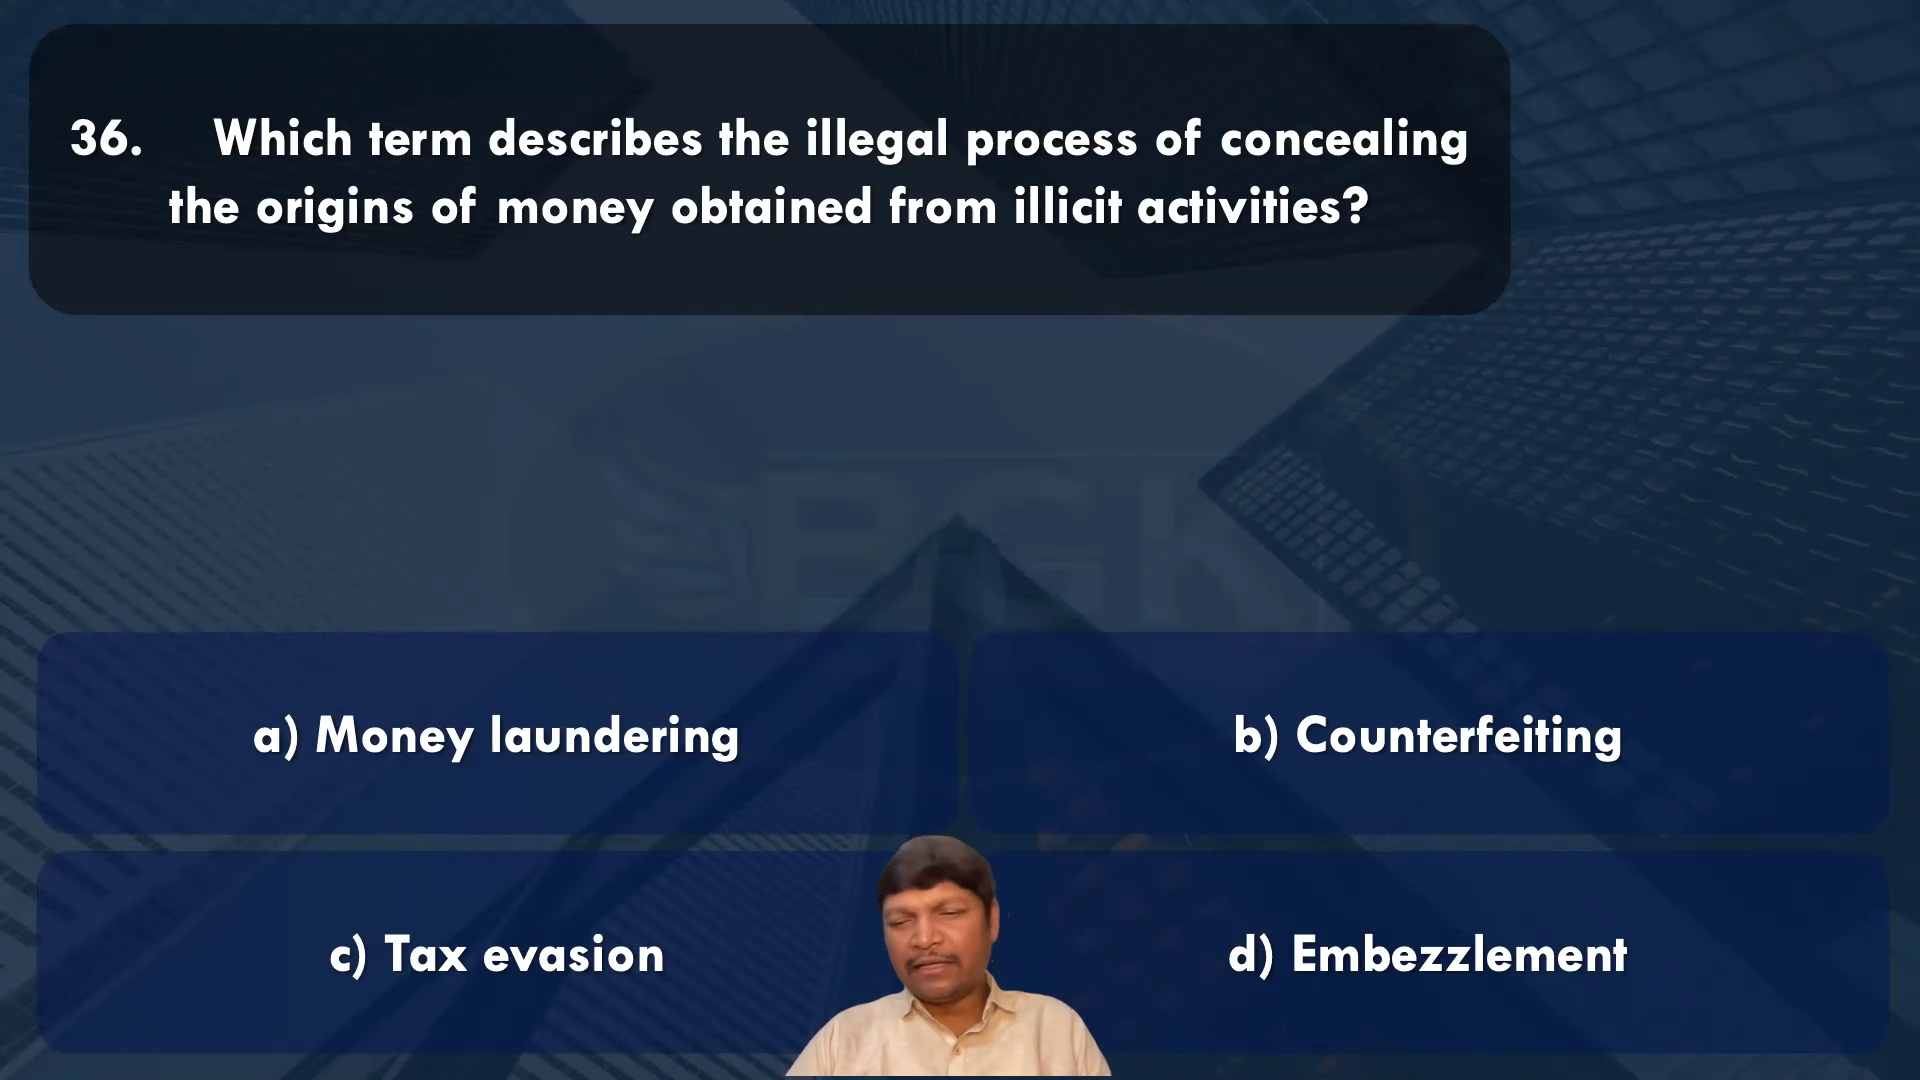 36. Which term describes the illegal process of concealing
the origins of money obtained from illicit activities?
BGK
a) Money laundering
b) Counterfeiting
c) Tax evasion
d) Embezzlement